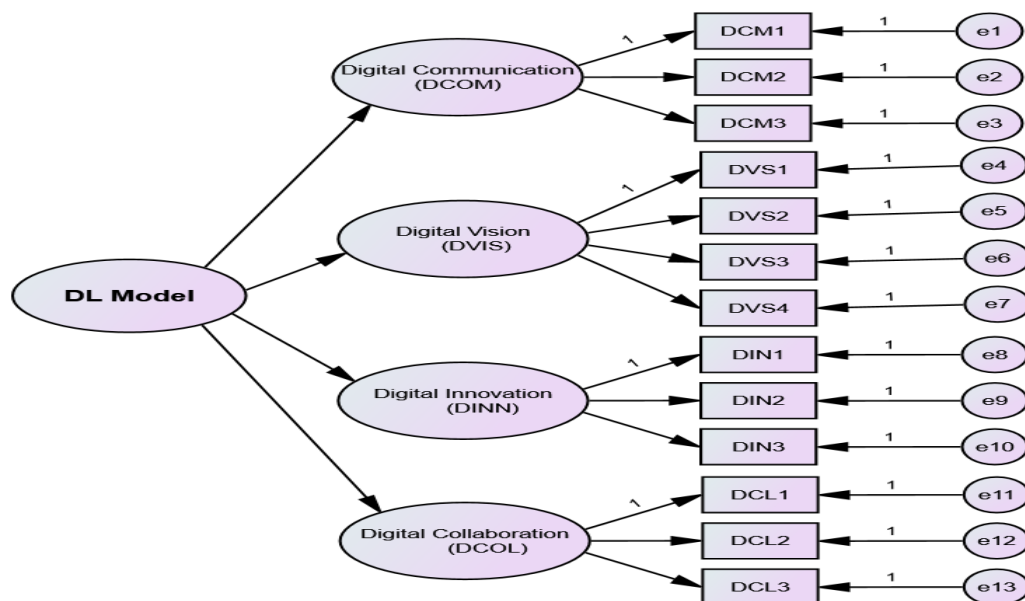 Digital Communication
(DCOM)
1
DCM1
1
e1
DCM2
1
e2
DCM3
1
e3
Digital Vision
(DVIS)
1
DVS1
1
e4
DVS2
1
e5
DVS3
1
e6
DVS4
1
e7
DL Model
Digital Innovation
(DINN)
1
DIN1
1
e8
DIN2
1
e9
DIN3
1
e10
Digital Collaboration
(DCOL)
1
DCL1
1
e11
DCL2
1
e12
DCL3
1
e13